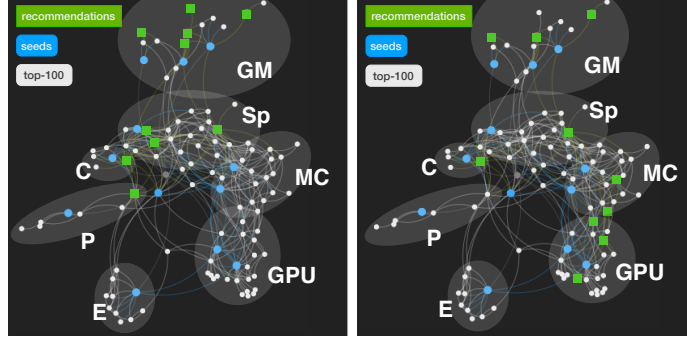 recommendations
seeds
top-100
GM
Sp
C
MC
P
GPU
E
recommendations
seeds
top-100
GM
Sp
C
MC
P
GPU
E